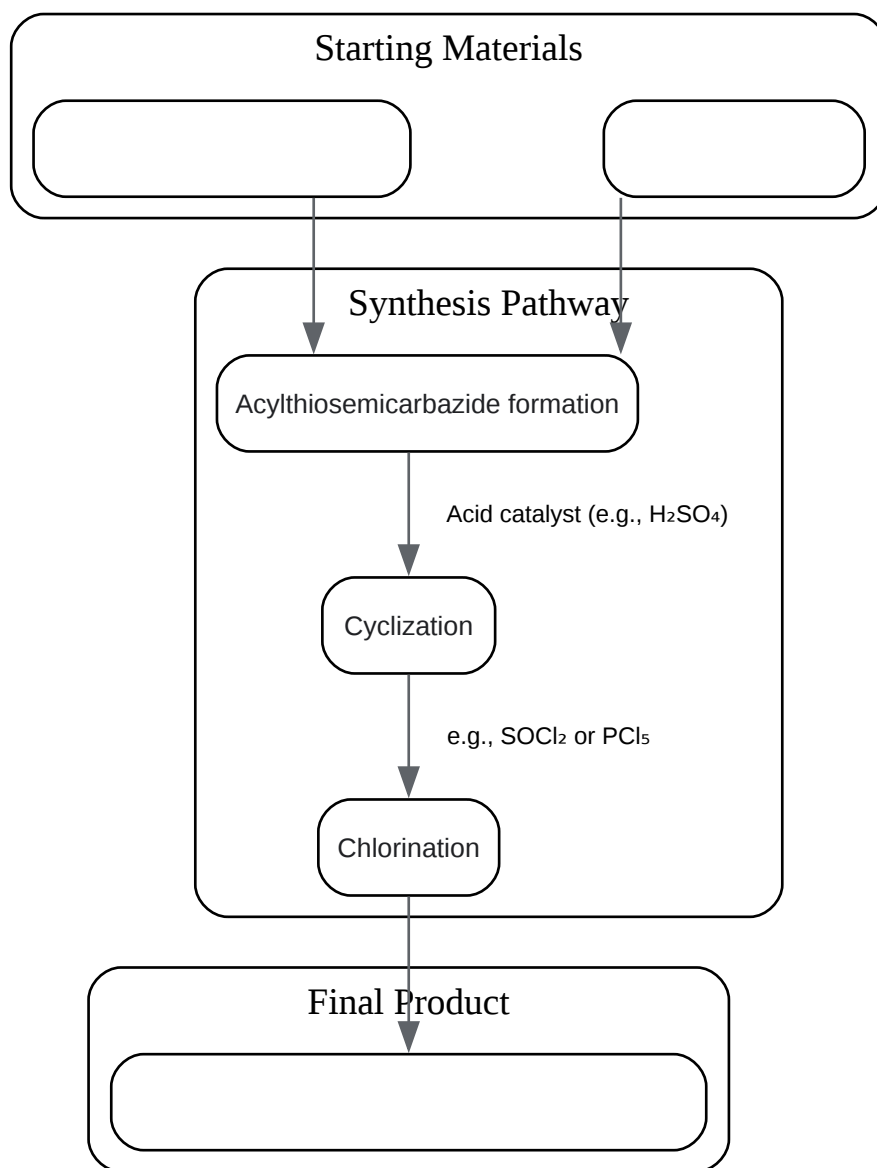 Starting Materials
Synthesis Pathway
Acylthiosemicarbazide formation
Acid catalyst (e.g., H₂SO₄)
Cyclization
e.g., SOCl₂ or PCl₅
Chlorination
Final Product